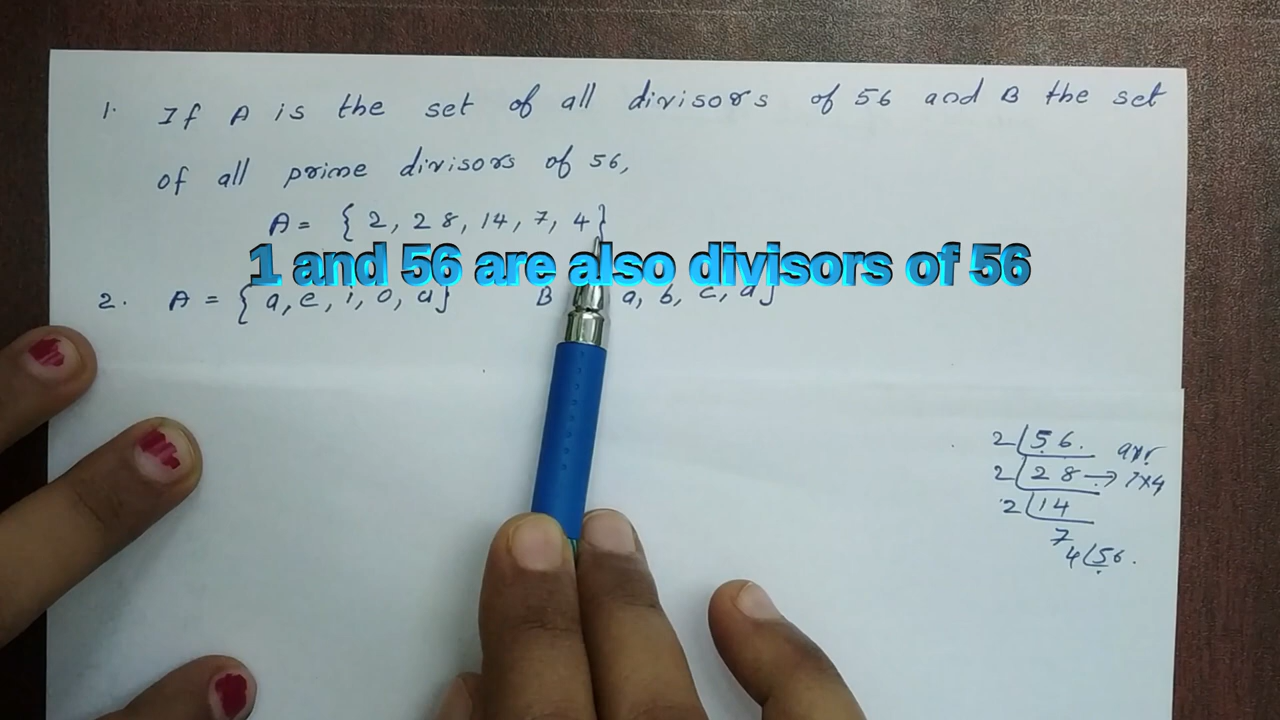 1. If A is the set of all divisors of 56 and B the set
of all prime divisors of 56,
A = { 2, 28, 14, 7, 4}
1 and 56 are also divisors of 56
2. A = { a, e, i, o, u} B a, b, c, d}
2 56.
2 28 → 7x4
2 14
7
4 56.